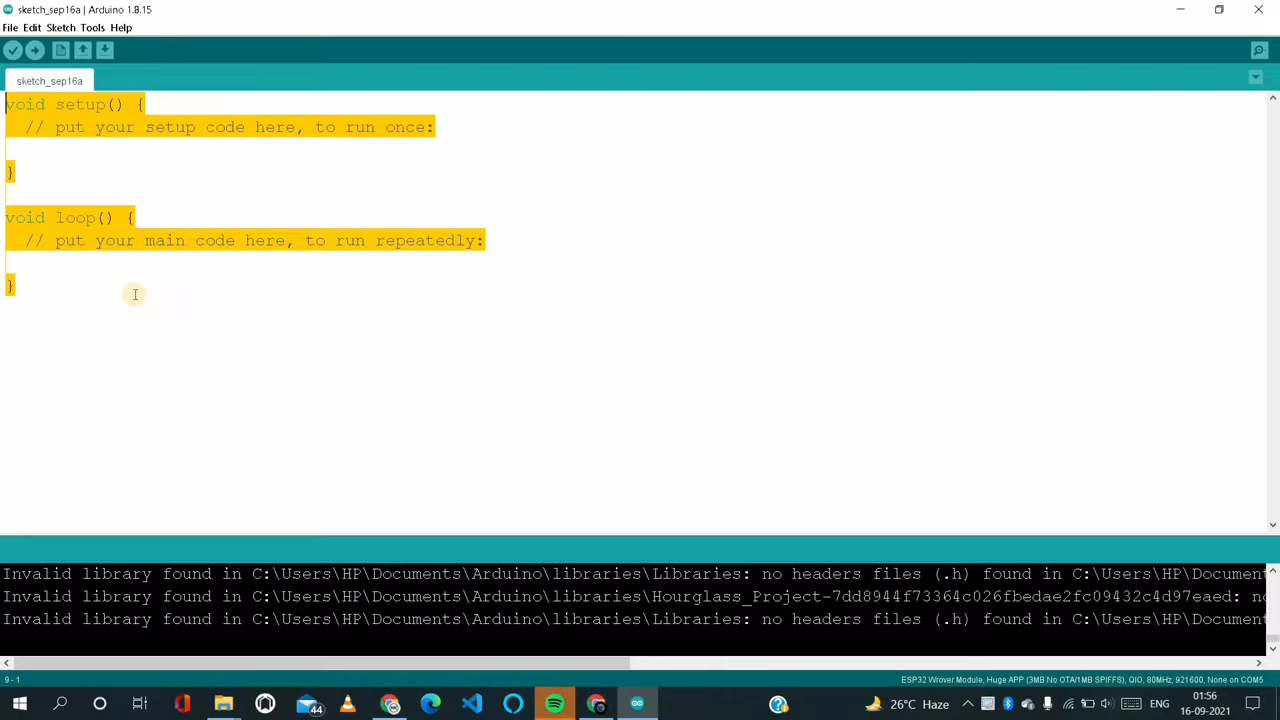 sketch_sep16a | Arduino 1.8.15
File Edit Sketch Tools Help
sketch_sep16a
void setup() {
// put your setup code here, to run once:
}
void loop() {
// put your main code here, to run repeatedly:
}
Invalid library found in C:\Users\HP\Documents\Arduino\libraries\Libraries: no headers files (.h) found in C:\Users\HP\Document
Invalid library found in C:\Users\HP\Documents\Arduino\libraries\Hourglass_Project-7dd8944f73364c026fbedae2fc09432c4d97eaed: no
Invalid library found in C:\Users\HP\Documents\Arduino\libraries\Libraries: no headers files (.h) found in C:\Users\HP\Document
9 - 1
ESP32 Wrover Module, Huge APP (3MB No OTA/1MB SPIFFS), QIO, 80MHz, 921600, None on COM5
44
26°C Haze
ENG
01:56
16-09-2021